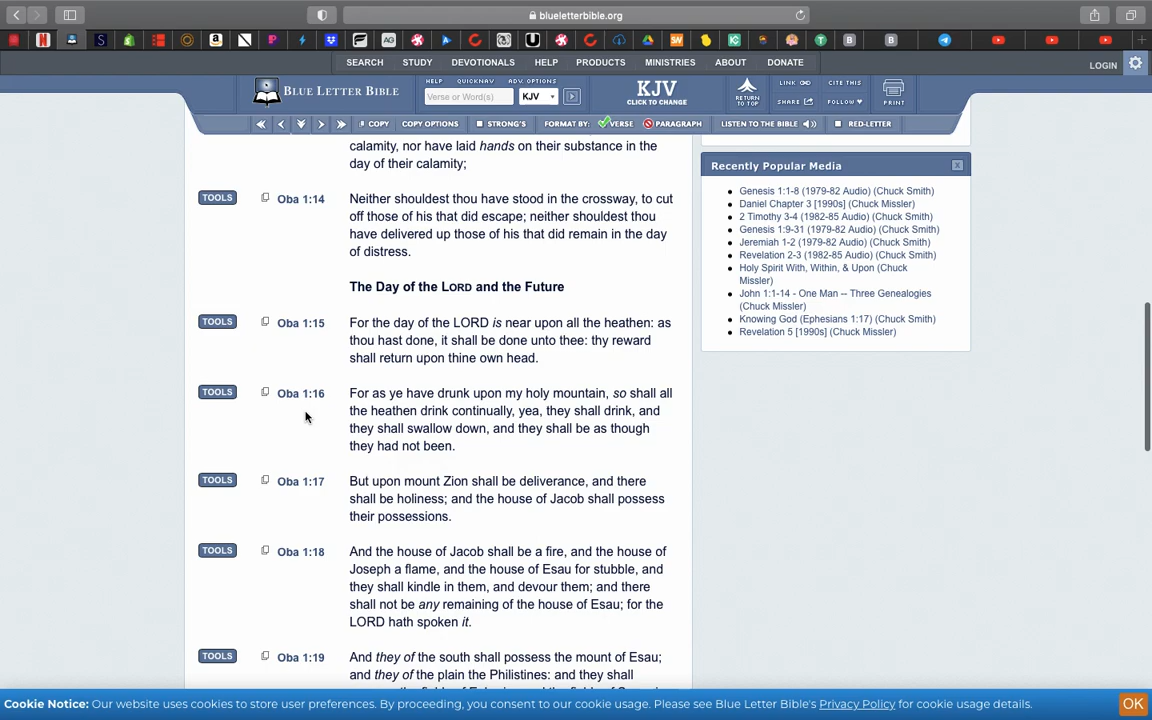 blueletterbible.org
SEARCH STUDY DEVOTIONALS HELP PRODUCTS MINISTRIES ABOUT DONATE LOGIN
BLUE LETTER BIBLE
HELP QUICKNAV ADV. OPTIONS
Verse or Word(s) KJV
KJV
CLICK TO CHANGE
RETURN
TO TOP
LINK CITE THIS
SHARE FOLLOW
PRINT
COPY COPY OPTIONS STRONG'S FORMAT BY: VERSE PARAGRAPH LISTEN TO THE BIBLE RED-LETTER
calamity, nor have laid hands on their substance in the
day of their calamity;
TOOLS Oba 1:14 Neither shouldest thou have stood in the crossway, to cut
off those of his that did escape; neither shouldest thou
have delivered up those of his that did remain in the day
of distress.
The Day of the LORD and the Future
TOOLS Oba 1:15 For the day of the LORD is near upon all the heathen: as
thou hast done, it shall be done unto thee: thy reward
shall return upon thine own head.
TOOLS Oba 1:16 For as ye have drunk upon my holy mountain, so shall all
the heathen drink continually, yea, they shall drink, and
they shall swallow down, and they shall be as though
they had not been.
TOOLS Oba 1:17 But upon mount Zion shall be deliverance, and there
shall be holiness; and the house of Jacob shall possess
their possessions.
TOOLS Oba 1:18 And the house of Jacob shall be a fire, and the house of
Joseph a flame, and the house of Esau for stubble, and
they shall kindle in them, and devour them; and there
shall not be any remaining of the house of Esau; for the
LORD hath spoken it.
TOOLS Oba 1:19 And they of the south shall possess the mount of Esau;
and they of the plain the Philistines: and they shall
Recently Popular Media
Genesis 1:1-8 (1979-82 Audio) (Chuck Smith)
Daniel Chapter 3 [1990s] (Chuck Missler)
2 Timothy 3-4 (1982-85 Audio) (Chuck Smith)
Genesis 1:9-31 (1979-82 Audio) (Chuck Smith)
Jeremiah 1-2 (1979-82 Audio) (Chuck Smith)
Revelation 2-3 (1982-85 Audio) (Chuck Smith)
Holy Spirit With, Within, & Upon (Chuck
Missler)
John 1:1-14 - One Man -- Three Genealogies
(Chuck Missler)
Knowing God (Ephesians 1:17) (Chuck Smith)
Revelation 5 [1990s] (Chuck Missler)
Cookie Notice: Our website uses cookies to store user preferences. By proceeding, you consent to our cookie usage. Please see Blue Letter Bible's Privacy Policy for cookie usage details. OK